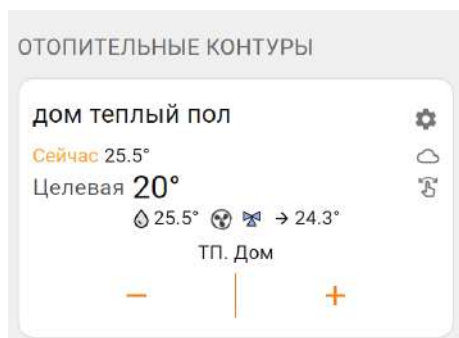 ОТОПИТЕЛЬНЫЕ КОНТУРЫ
дом теплый пол
Сейчас 25.5°
Целевая 20°
25.5° → 24.3°
ТП. Дом
− +